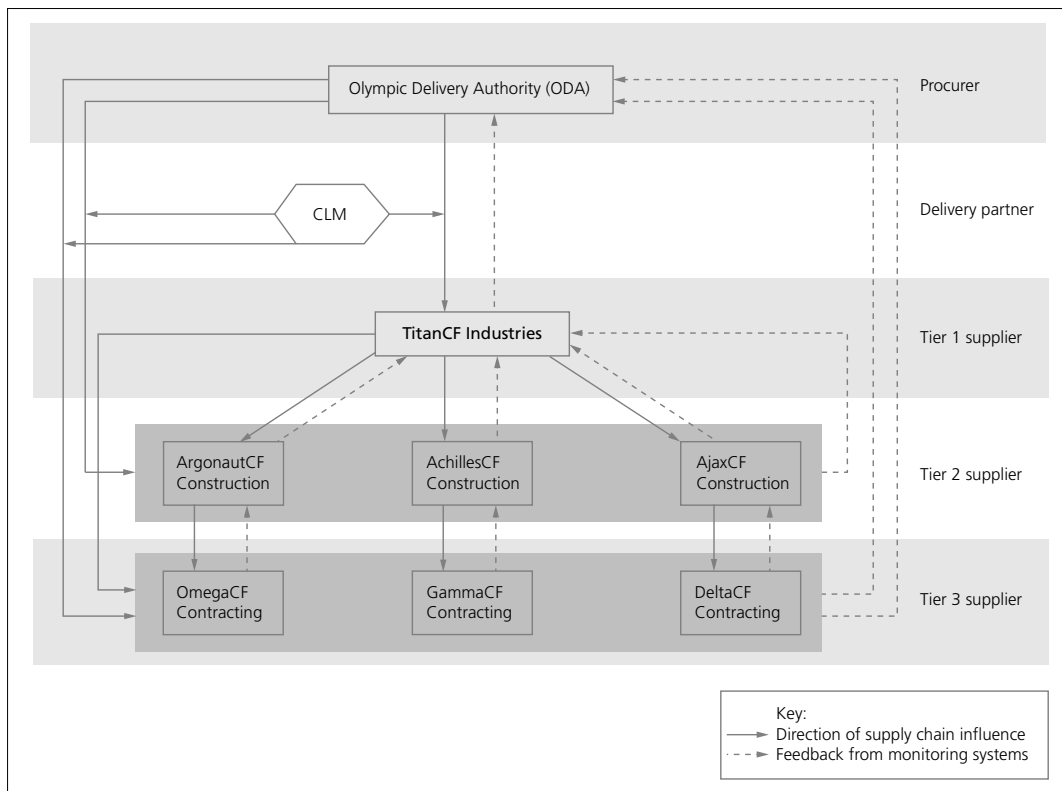 Olympic Delivery Authority (ODA)
Procurer
CLM
Delivery partner
TitanCF Industries
Tier 1 supplier
ArgonautCF
Construction
AchillesCF
Construction
AjaxCF
Construction
Tier 2 supplier
OmegaCF
Contracting
GammaCF
Contracting
DeltaCF
Contracting
Tier 3 supplier
Key:
Direction of supply chain influence
Feedback from monitoring systems